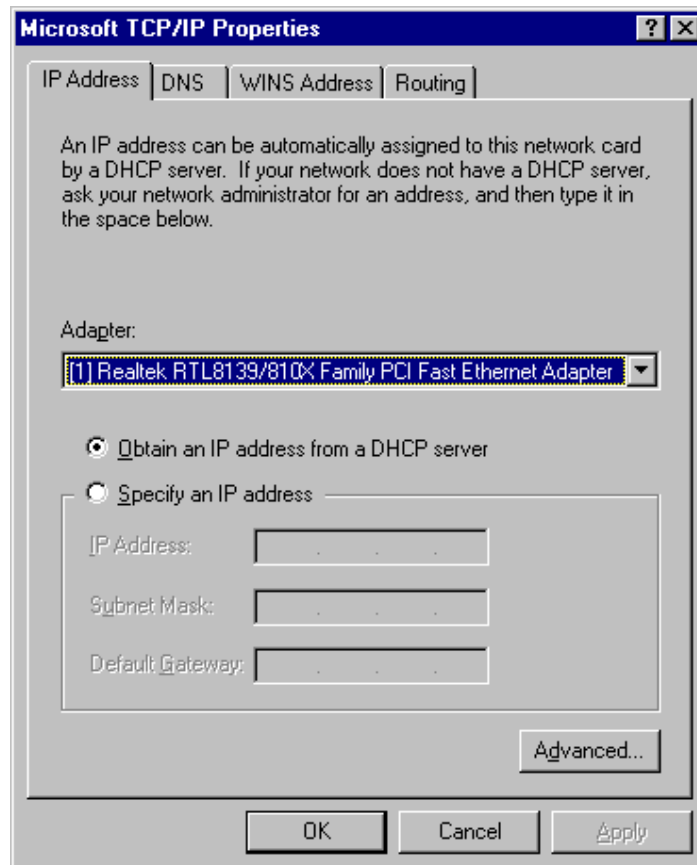 Microsoft TCP/IP Properties
IP Address DNS WINS Address Routing
An IP address can be automatically assigned to this network card
by a DHCP server. If your network does not have a DHCP server,
ask your network administrator for an address, and then type it in
the space below.
Adapter:
[1] Realtek RTL8139/810X Family PCI Fast Ethernet Adapter
Obtain an IP address from a DHCP server
Specify an IP address
IP Address:
Subnet Mask:
Default Gateway:
Advanced...
OK Cancel Apply